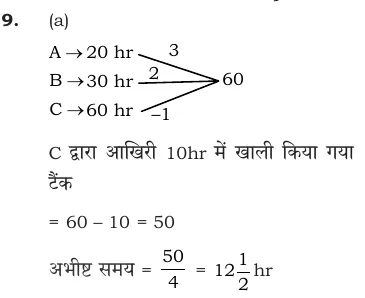 9. (a)
A → 20 hr 3
B → 30 hr 2 60
C → 60 hr –1
C द्वारा आखिरी 10hr में खाली किया गया
टैंक
= 60 – 10 = 50
अभीष्ट समय = 50/4 = 12 1/2 hr